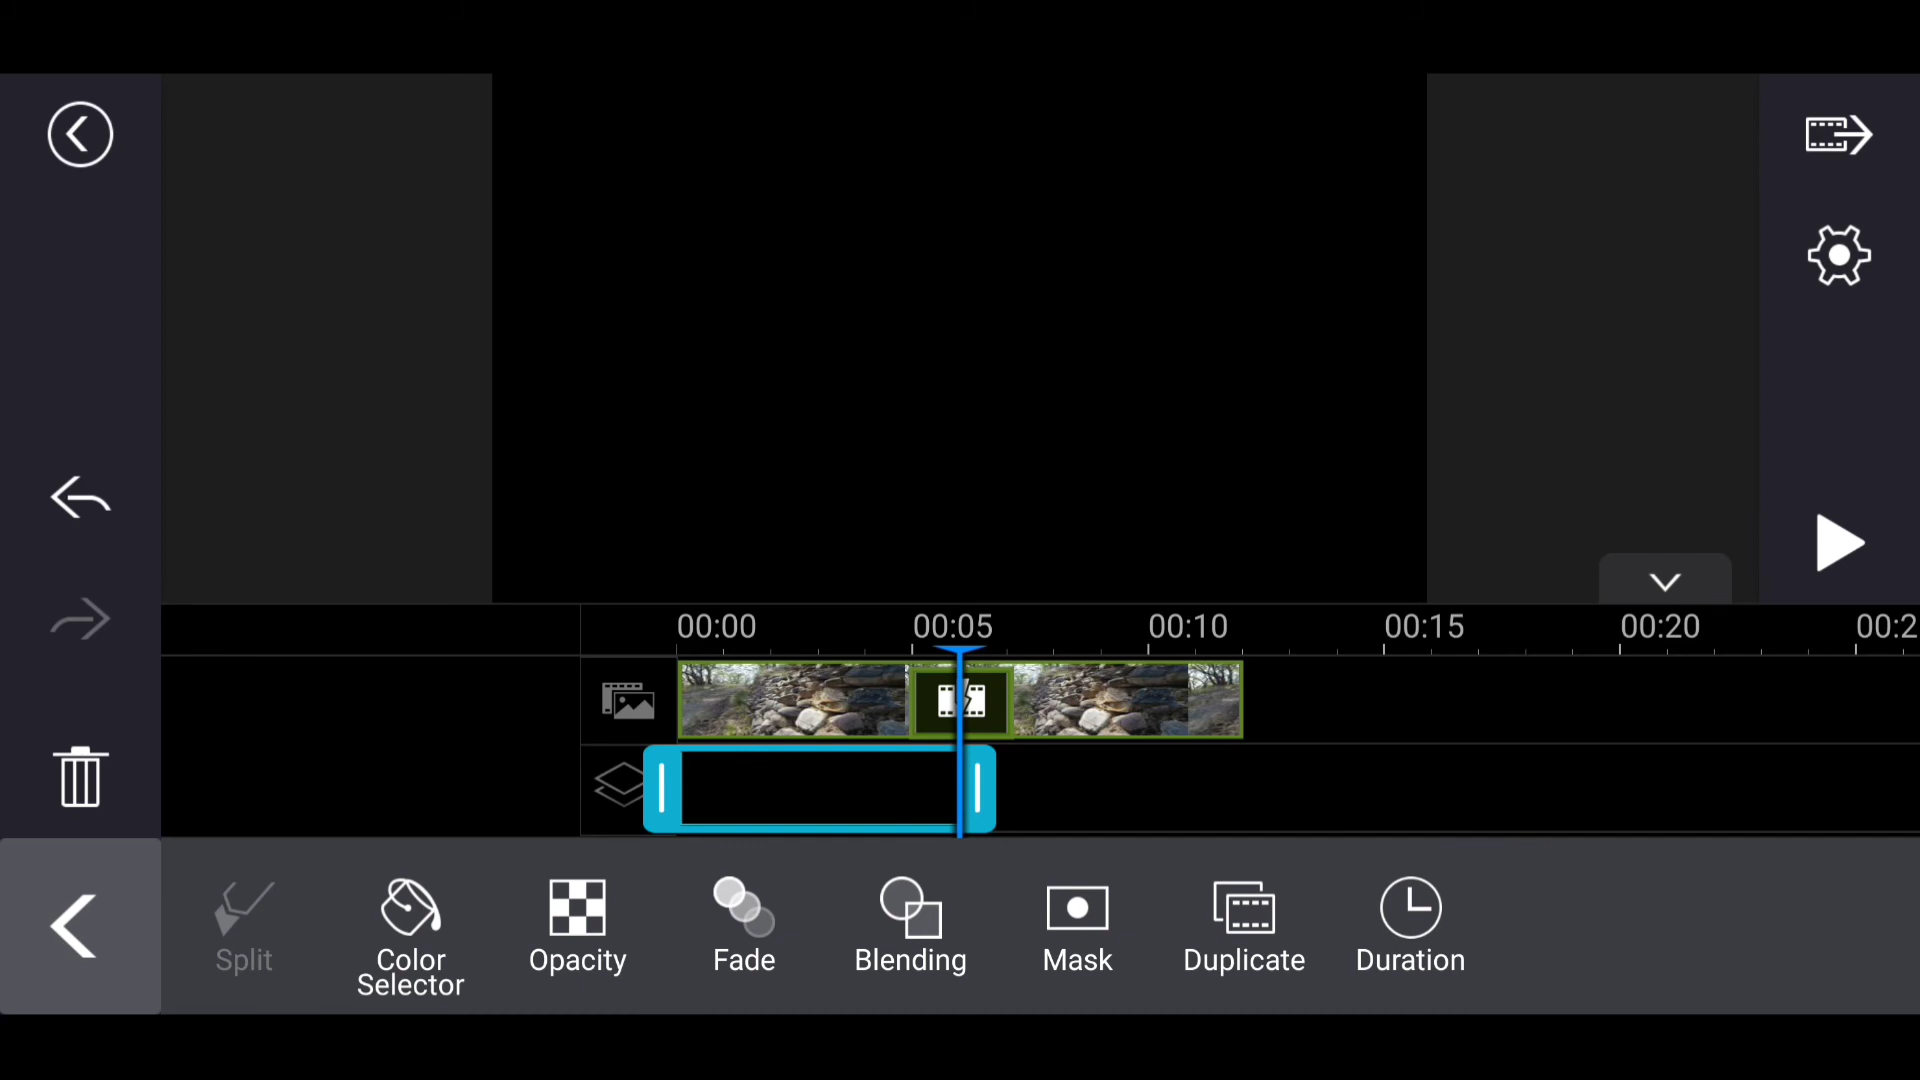 00:00 00:05 00:10 00:15 00:20 00:2
Split Color Selector Opacity Fade Blending Mask Duplicate Duration